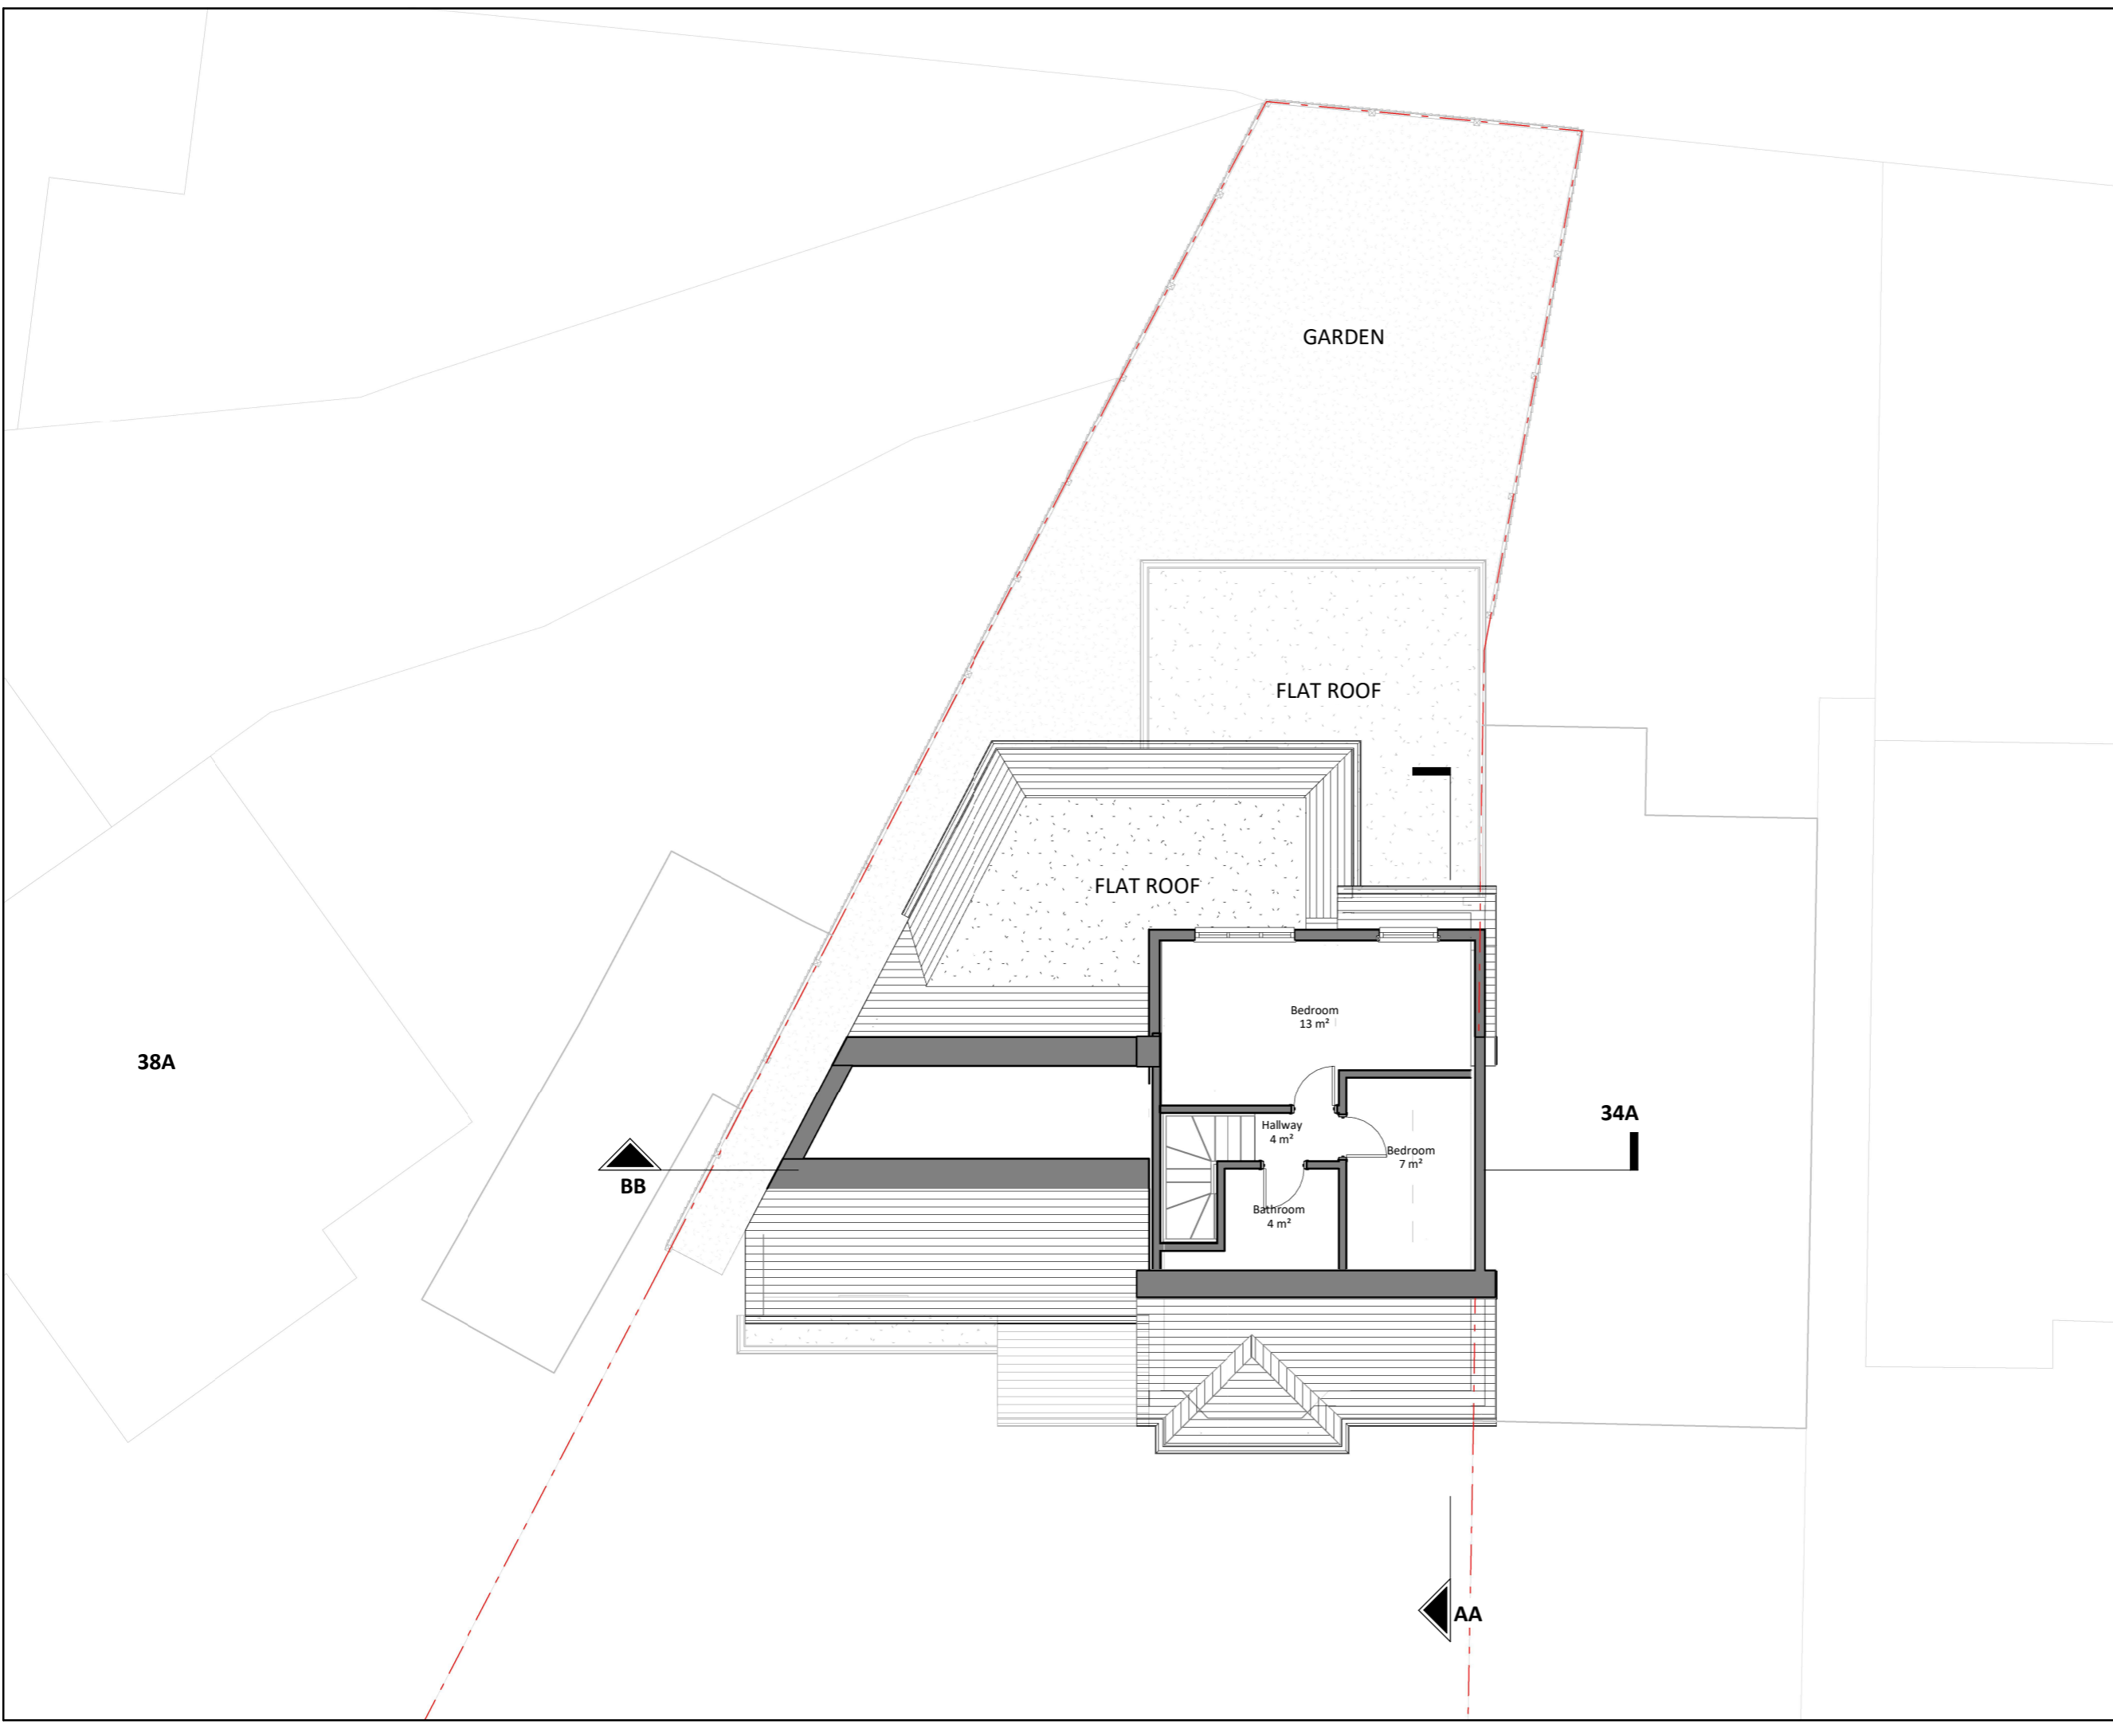 GARDEN
FLAT ROOF
FLAT ROOF
Bedroom
13 m²
38A
34A
Hallway
4 m²
Bedroom
7 m²
BB
Bathroom
4 m²
AA